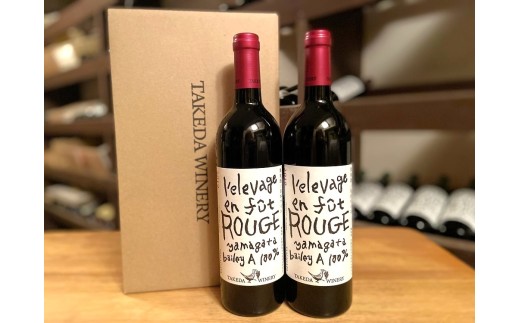 TAKEDA WINERY
l'elevage
en fût
ROUGE
yamagata
bailey A 100%
TAKEDA WINERY
l'elevage
en fût
ROUGE
yamagata
bailey A 100%
TAKEDA WINERY